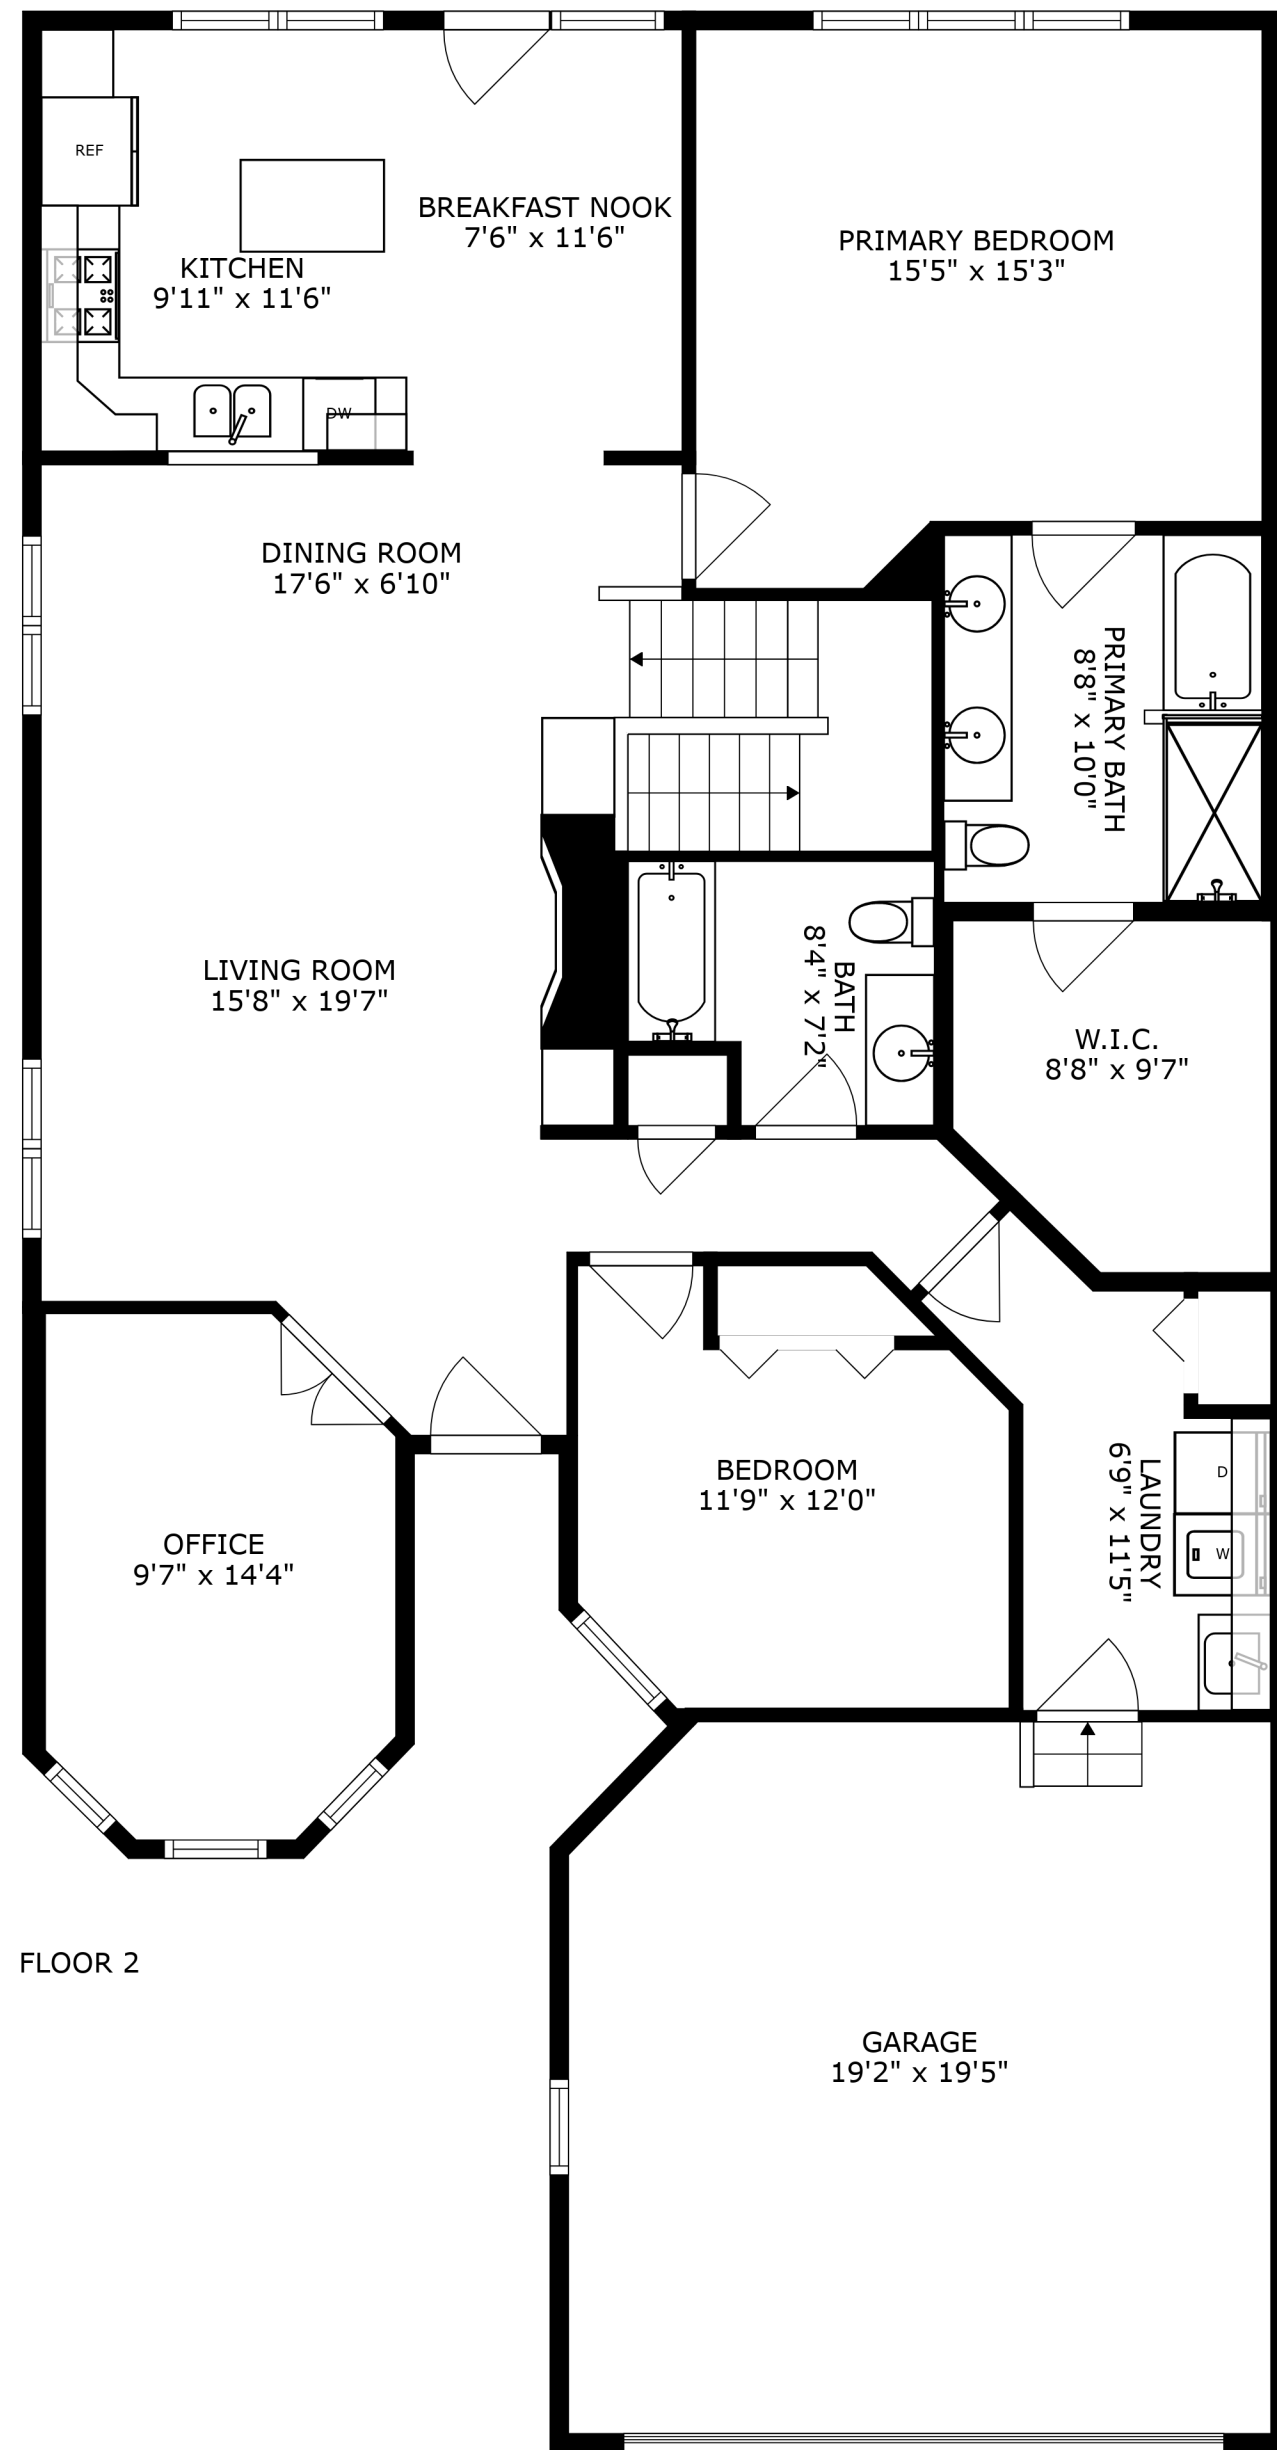 REF
BREAKFAST NOOK
7'6" x 11'6"
KITCHEN
9'11" x 11'6"
PRIMARY BEDROOM
15'5" x 15'3"
DW
DINING ROOM
17'6" x 6'10"
PRIMARY BATH
8'8" x 10'0"
LIVING ROOM
15'8" x 19'7"
BATH
8'4" x 7'2"
W.I.C.
8'8" x 9'7"
BEDROOM
11'9" x 12'0"
LAUNDRY
6'9" x 11'5"
D
W
OFFICE
9'7" x 14'4"
FLOOR 2
GARAGE
19'2" x 19'5"